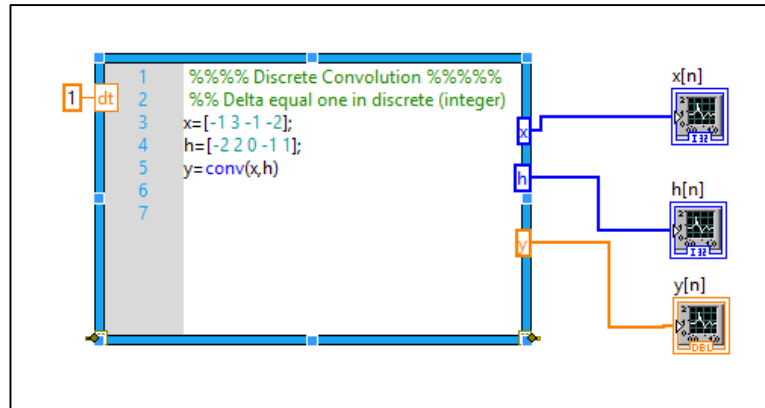 1 dt
1 %%%% Discrete Convolution %%%%%
2 %% Delta equal one in discrete (integer)
3 x=[-1 3 -1 -2];
4 h=[-2 2 0 -1 1];
5 y=conv(x,h)
6
7
x
h
y
x[n]
I32
h[n]
I32
y[n]
DBL